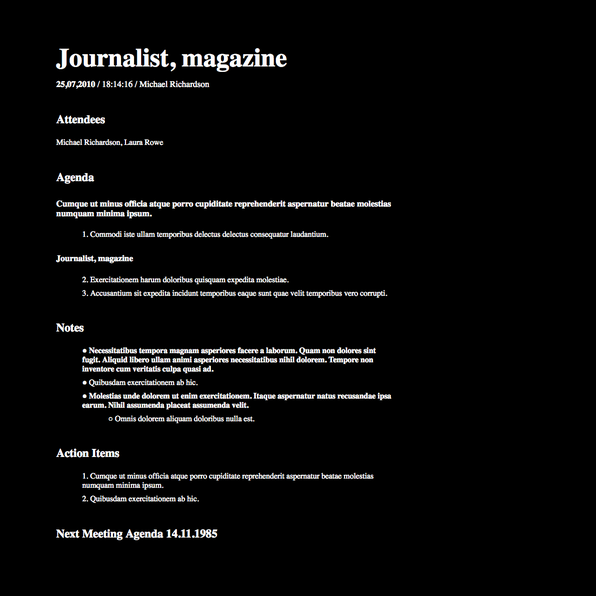 Journalist, magazine
25,07,2010 / 18:14:16 / Michael Richardson
Attendees
Michael Richardson, Laura Rowe
Agenda
Cumque ut minus officia atque porro cupiditate reprehenderit aspernatur beatae molestias
numquam minima ipsum.
1. Commodi iste ullam temporibus delectus delectus consequatur laudantium.
Journalist, magazine
2. Exercitationem harum doloribus quisquam expedita molestiae.
3. Accusantium sit expedita incidunt temporibus eaque sunt quae velit temporibus vero corrupti.
Notes
● Necessitatibus tempora magnam asperiores facere a laborum. Quam non dolores sint
fugit. Aliquid libero ullam animi asperiores necessitatibus nihil dolorem. Tempore non
inventore cum veritatis culpa quasi ad.
● Quibusdam exercitationem ab hic.
● Molestias unde dolorem ut enim exercitationem. Itaque aspernatur natus recusandae ipsa
earum. Nihil assumenda placeat assumenda velit.
○ Omnis dolorem aliquam doloribus nulla est.
Action Items
1. Cumque ut minus officia atque porro cupiditate reprehenderit aspernatur beatae molestias
numquam minima ipsum.
2. Quibusdam exercitationem ab hic.
Next Meeting Agenda 14.11.1985